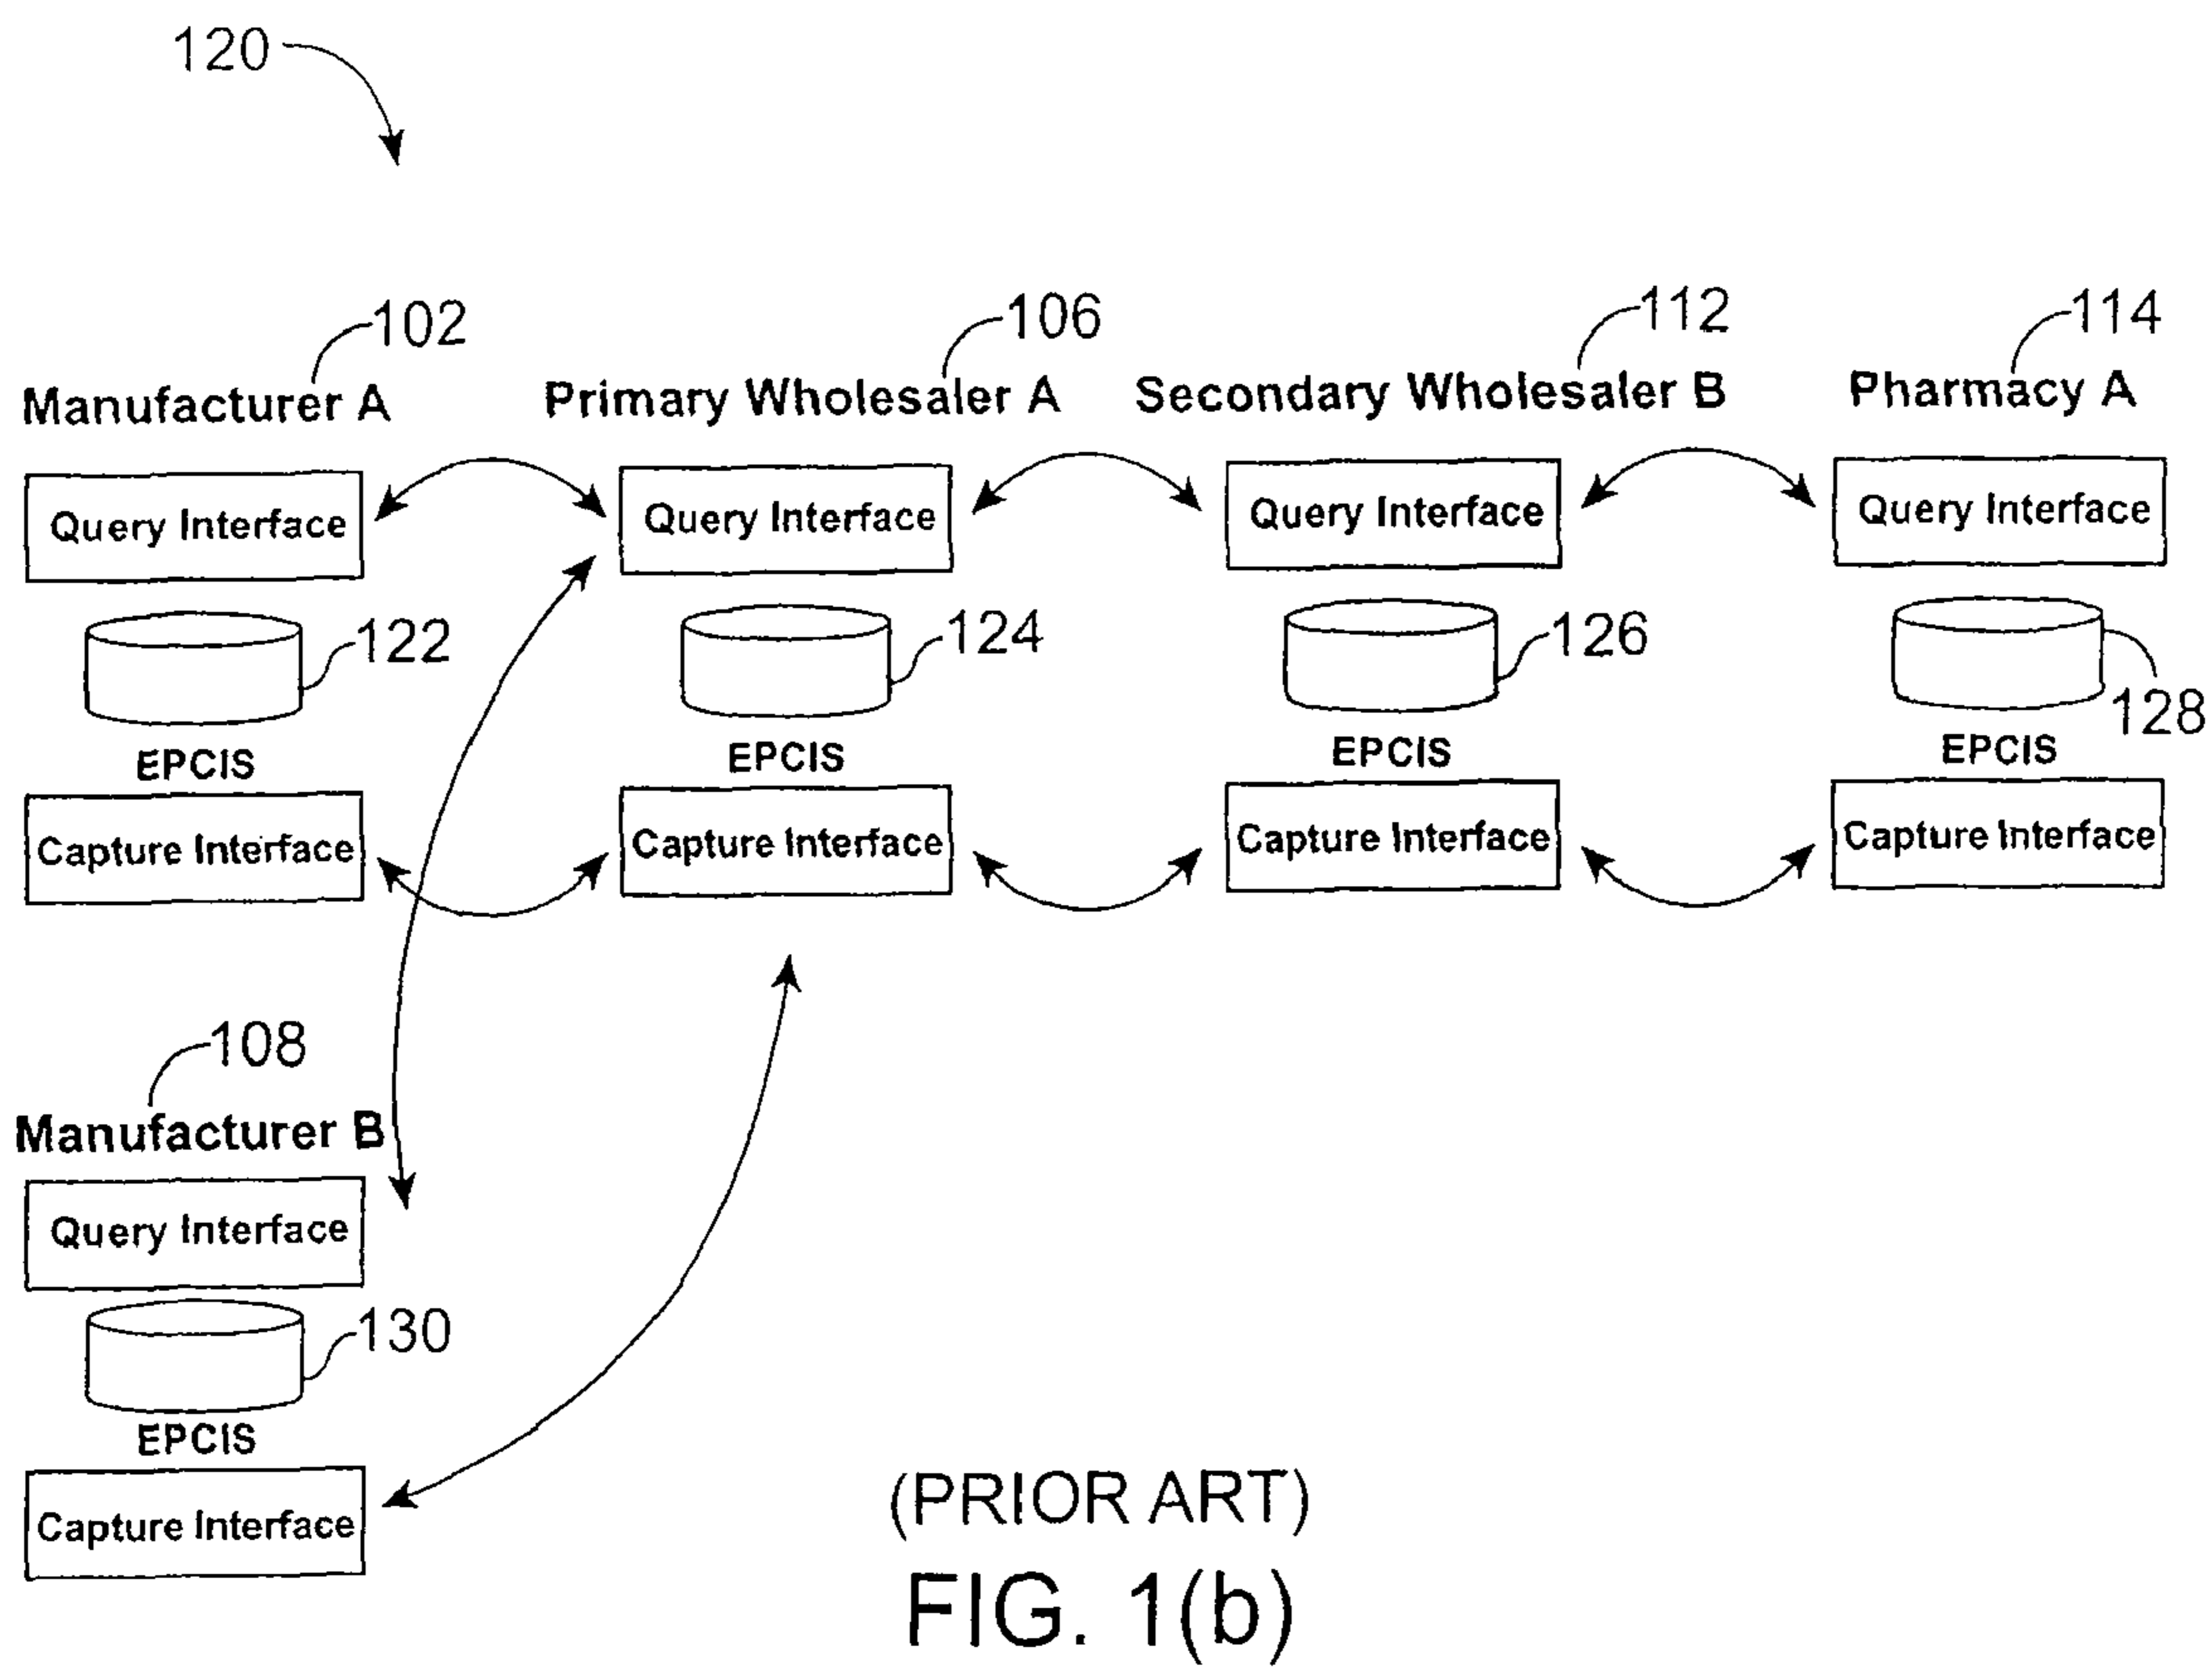 120
102
106
112
114
Manufacturer A
Primary Wholesaler A
Secondary Wholesaler B
Pharmacy A
Query Interface
Query Interface
Query Interface
Query Interface
122
124
126
128
EPCIS
EPCIS
EPCIS
EPCIS
Capture Interface
Capture Interface
Capture Interface
Capture Interface
108
Manufacturer B
Query Interface
130
EPCIS
Capture Interface
(PRIOR ART)
FIG. 1(b)